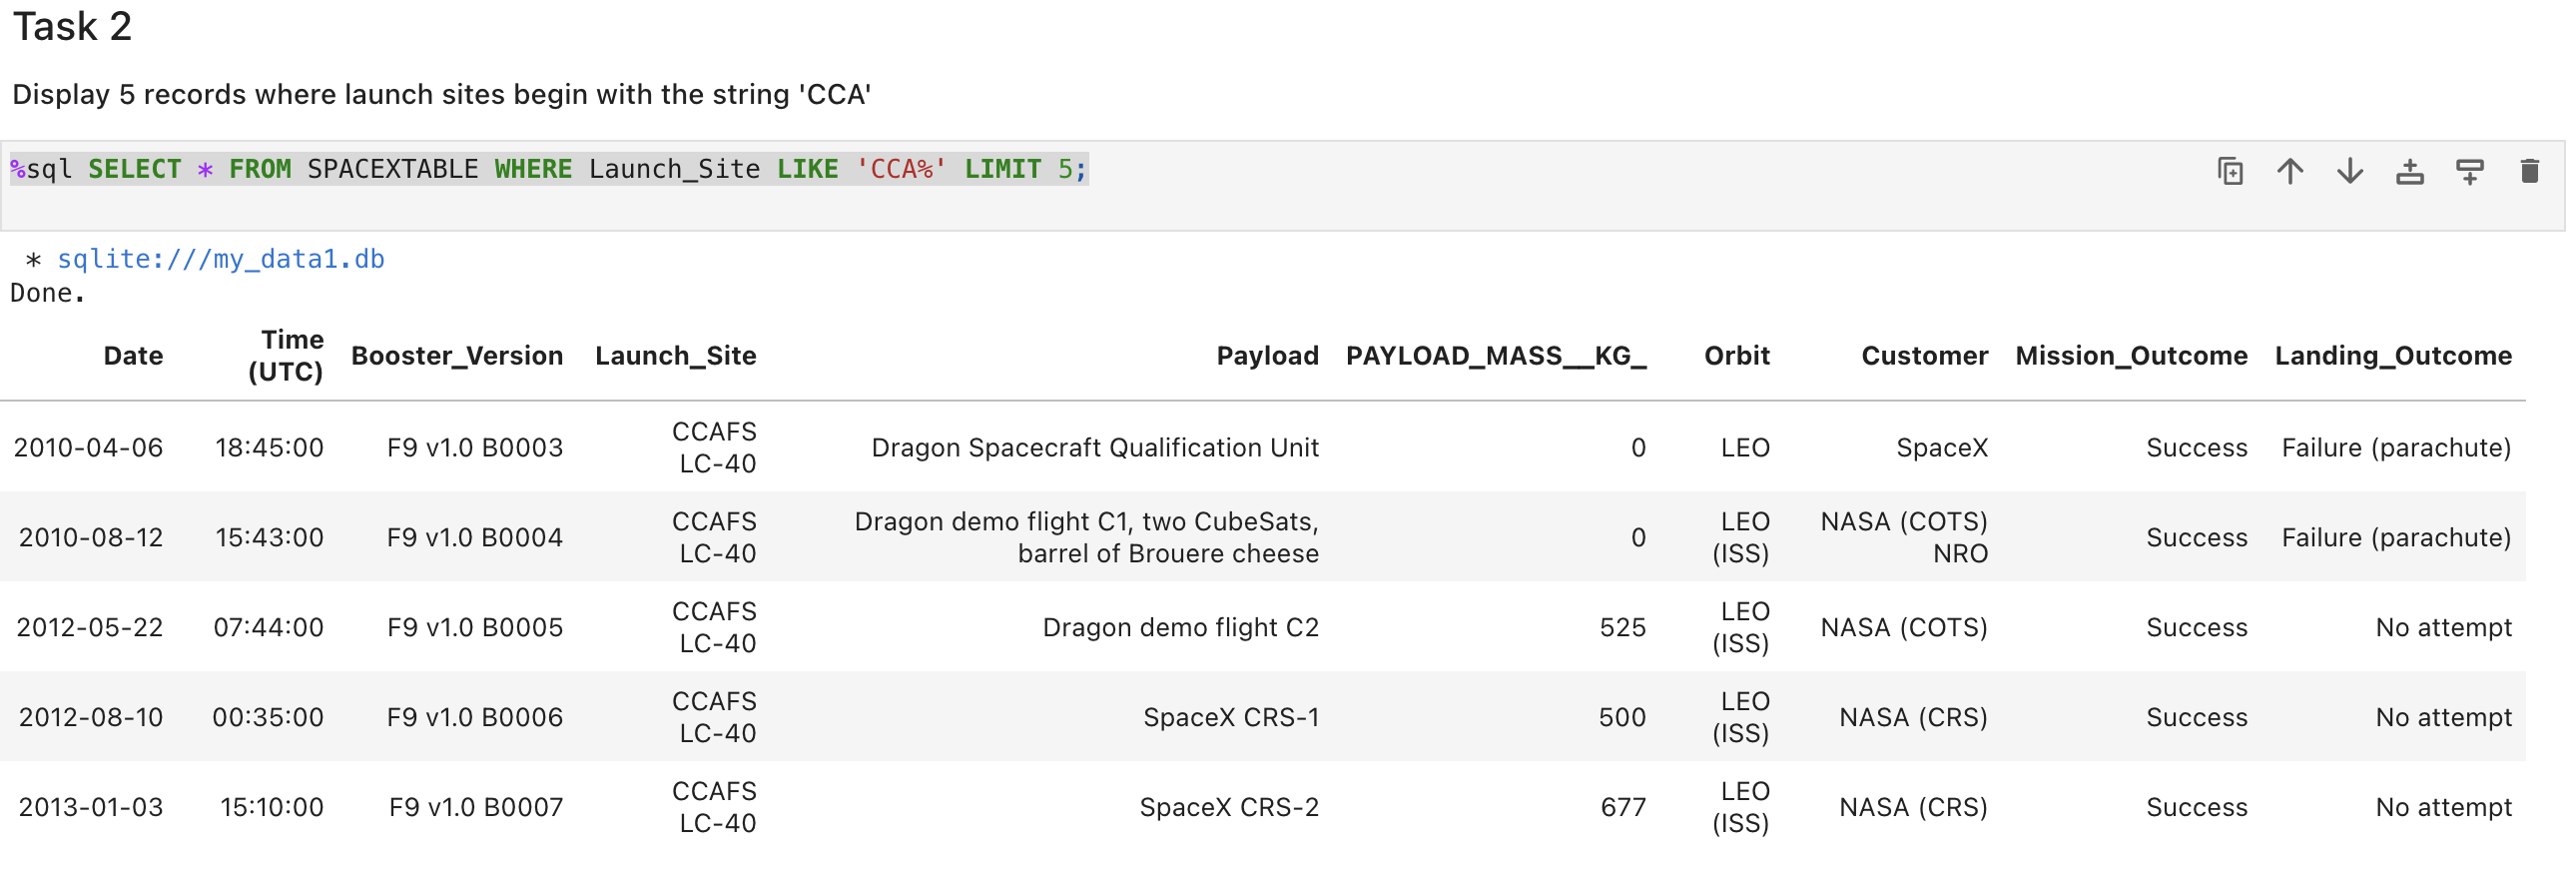 Task 2
Display 5 records where launch sites begin with the string 'CCA'
%sql SELECT * FROM SPACEXTABLE WHERE Launch_Site LIKE 'CCA%' LIMIT 5;
* sqlite:///my_data1.db
Done.
Date Time (UTC) Booster_Version Launch_Site Payload PAYLOAD_MASS__KG_ Orbit Customer Mission_Outcome Landing_Outcome
2010-04-06 18:45:00 F9 v1.0 B0003 CCAFS LC-40 Dragon Spacecraft Qualification Unit 0 LEO SpaceX Success Failure (parachute)
2010-08-12 15:43:00 F9 v1.0 B0004 CCAFS LC-40 Dragon demo flight C1, two CubeSats, barrel of Brouere cheese 0 LEO (ISS) NASA (COTS) NRO Success Failure (parachute)
2012-05-22 07:44:00 F9 v1.0 B0005 CCAFS LC-40 Dragon demo flight C2 525 LEO (ISS) NASA (COTS) Success No attempt
2012-08-10 00:35:00 F9 v1.0 B0006 CCAFS LC-40 SpaceX CRS-1 500 LEO (ISS) NASA (CRS) Success No attempt
2013-01-03 15:10:00 F9 v1.0 B0007 CCAFS LC-40 SpaceX CRS-2 677 LEO (ISS) NASA (CRS) Success No attempt